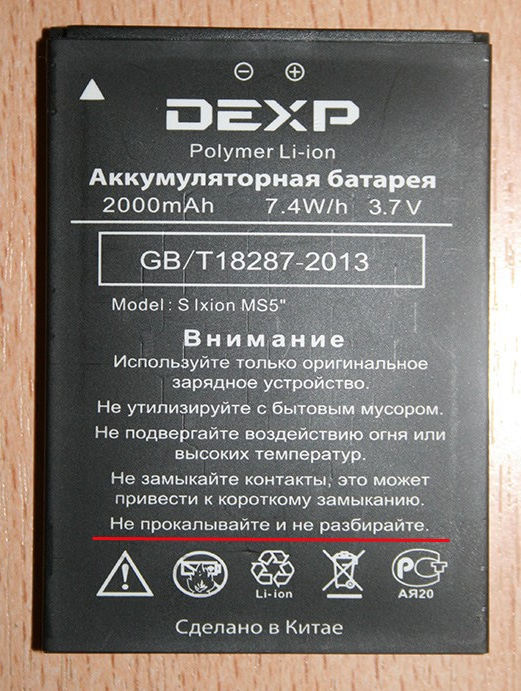 DEXP
Polymer Li-ion
Аккумуляторная батарея
2000mAh 7.4W/h 3.7V
GB/T18287-2013
Model: S Ixion MS5"
Внимание
Используйте только оригинальное
зарядное устройство.
Не утилизируйте с бытовым мусором.
Не подвергайте воздействию огня или
высоких температур.
Не замыкайте контакты, это может
привести к короткому замыканию.
Не прокалывайте и не разбирайте.
Li-ion
АЯ20
Сделано в Китае